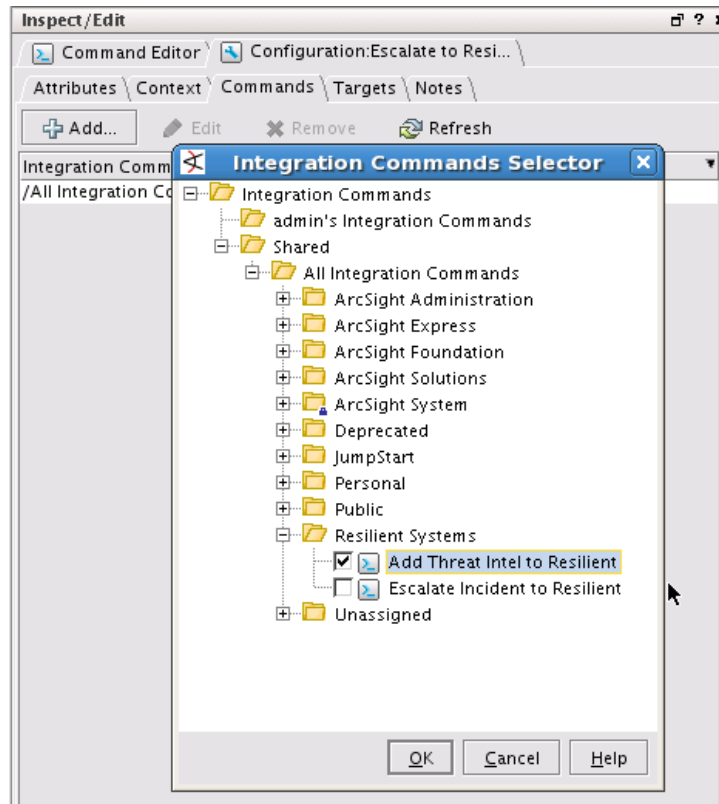 Inspect/Edit
Command Editor Configuration:Escalate to Resi...
Attributes Context Commands Targets Notes
Add... Edit Remove Refresh
Integration Comm
/All Integration Co
Integration Commands Selector
Integration Commands
admin's Integration Commands
Shared
All Integration Commands
ArcSight Administration
ArcSight Express
ArcSight Foundation
ArcSight Solutions
ArcSight System
Deprecated
JumpStart
Personal
Public
Resilient Systems
Add Threat Intel to Resilient
Escalate Incident to Resilient
Unassigned
OK Cancel Help